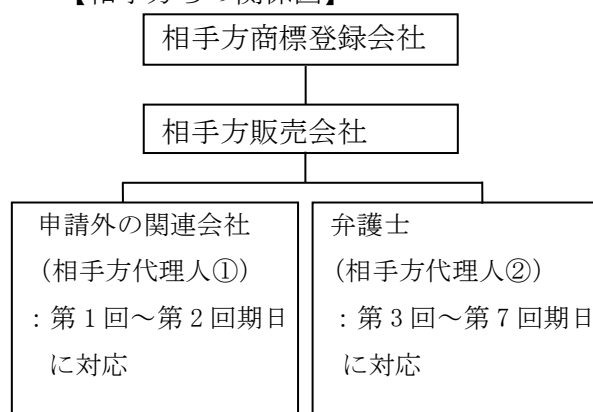 【相手方らの関係図】
相手方商標登録会社
相手方販売会社
申請外の関連会社
(相手方代理人①)
：第1回～第2回期日
に対応
弁護士
(相手方代理人②)
：第3回～第7回期日
に対応